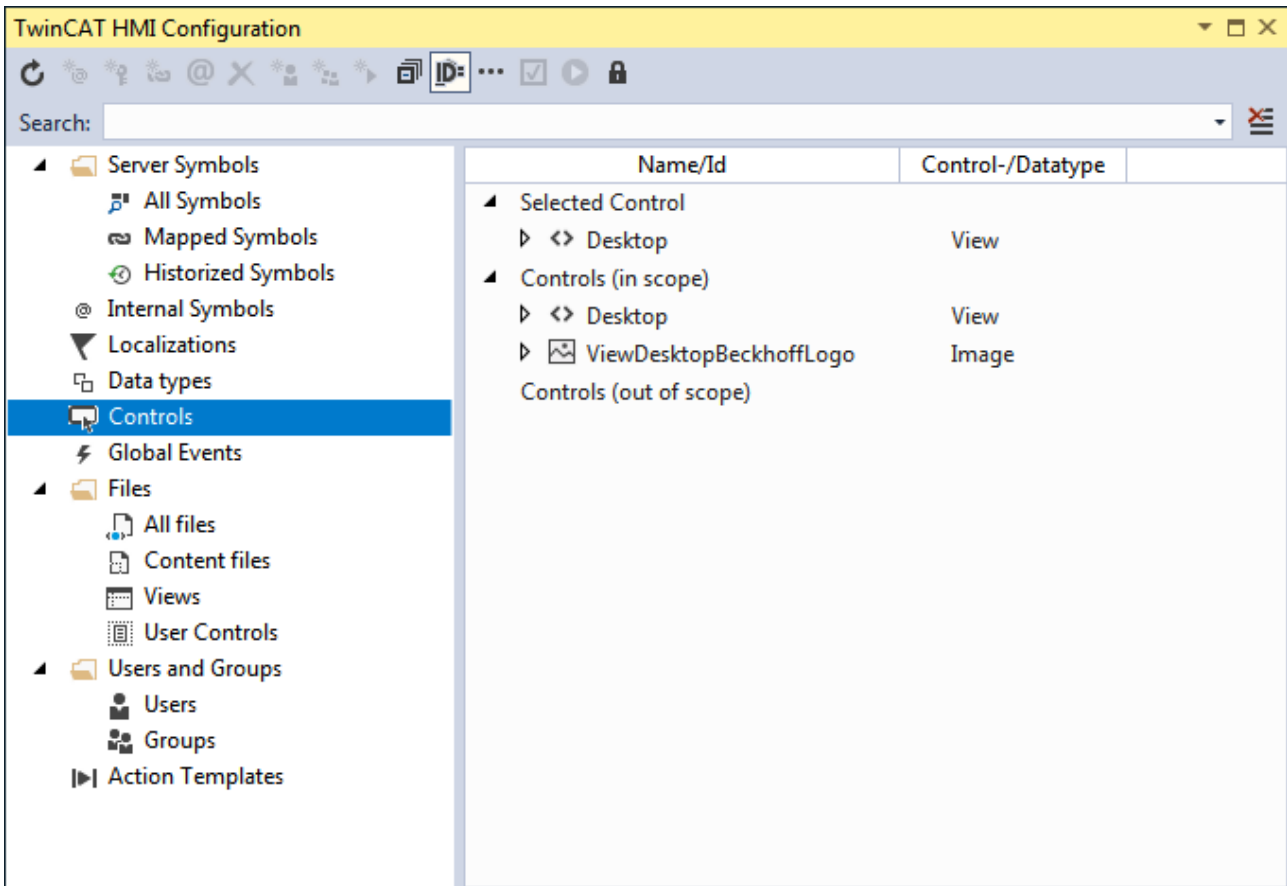 TwinCAT HMI Configuration
Search:
Server Symbols
All Symbols
Mapped Symbols
Historized Symbols
@ Internal Symbols
Localizations
Data types
Controls
Global Events
Files
All files
Content files
Views
User Controls
Users and Groups
Users
Groups
Action Templates
Name/Id Control-/Datatype
Selected Control
<> Desktop View
Controls (in scope)
<> Desktop View
ViewDesktopBeckhoffLogo Image
Controls (out of scope)